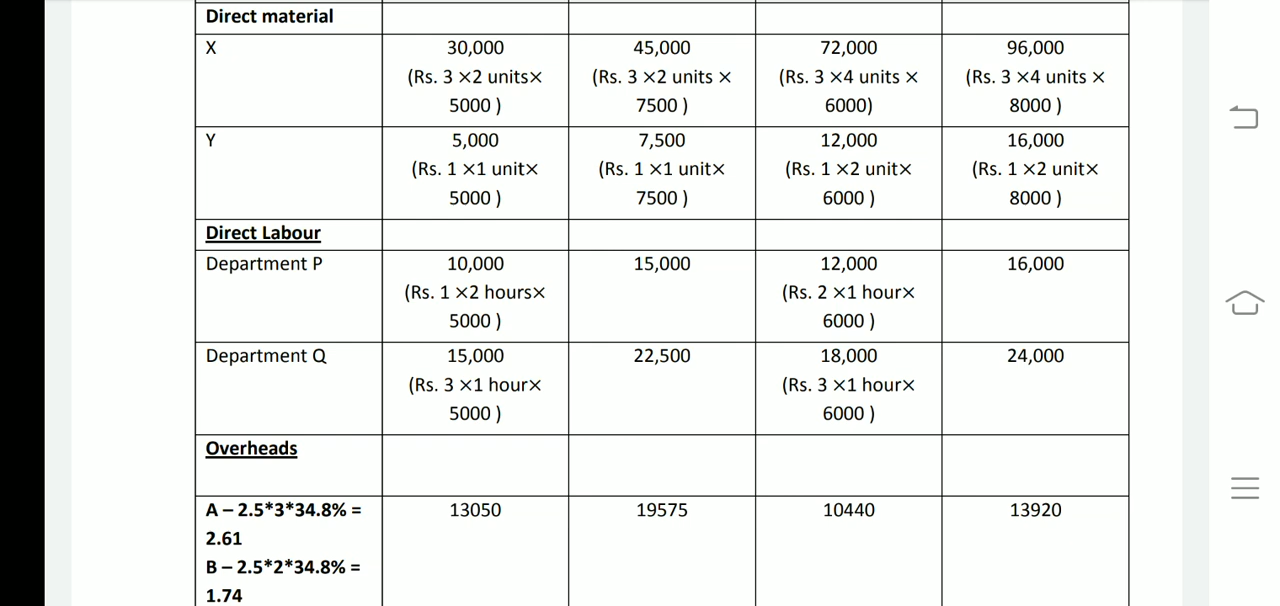 Direct material
X 30,000 45,000 72,000 96,000
(Rs. 3 ×2 units× (Rs. 3 ×2 units × (Rs. 3 ×4 units × (Rs. 3 ×4 units ×
5000 ) 7500 ) 6000) 8000 )
Y 5,000 7,500 12,000 16,000
(Rs. 1 ×1 unit× (Rs. 1 ×1 unit× (Rs. 1 ×2 unit× (Rs. 1 ×2 unit×
5000 ) 7500 ) 6000 ) 8000 )
Direct Labour
Department P 10,000 15,000 12,000 16,000
(Rs. 1 ×2 hours× (Rs. 2 ×1 hour×
5000 ) 6000 )
Department Q 15,000 22,500 18,000 24,000
(Rs. 3 ×1 hour× (Rs. 3 ×1 hour×
5000 ) 6000 )
Overheads
A – 2.5*3*34.8% = 13050 19575 10440 13920
2.61
B – 2.5*2*34.8% =
1.74